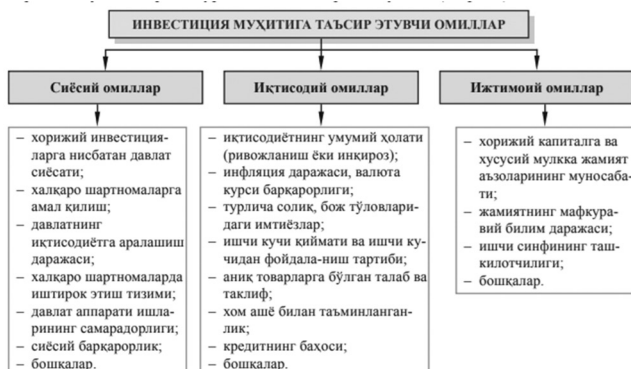 ИНВЕСТИЦИЯ МУҲИТИГА ТАЪСИР ЭТУВЧИ ОМИЛЛАР
Сиёсий омиллар
– хорижий инвестиция-
ларга нисбатан давлат
сиёсати;
– халқаро шартномаларга
амал қилиш;
– давлатнинг
иқтисодиётга аралашиш
даражаси;
– халқаро шартномаларда
иштирок этиш тизими;
– давлат аппарати ишла-
рининг самарадорлиги;
– сиёсий барқарорлик;
– бошқалар.
Иқтисодий омиллар
– иқтисодиётнинг умумий ҳолати
(ривожланиш ёки инқироз);
– инфляция даражаси, валюта
курси барқарорлиги;
– турлича солиқ, бож тўловлари-
даги имтиёзлар;
– ишчи кучи қиймати ва ишчи ку-
чидан фойдала-ниш тартиби;
– аниқ товарларга бўлган талаб ва
таклиф;
– хом ашё билан таъминланган-
лик;
– кредитнинг баҳоси;
– бошқалар.
Ижтимоий омиллар
– хорижий капиталга ва
хусусий мулкка жамият
аъзоларининг муносаба-
ти;
– жамиятнинг мафкура-
вий билим даражаси;
– ишчи синфининг таш-
килотчилиги;
– бошқалар.